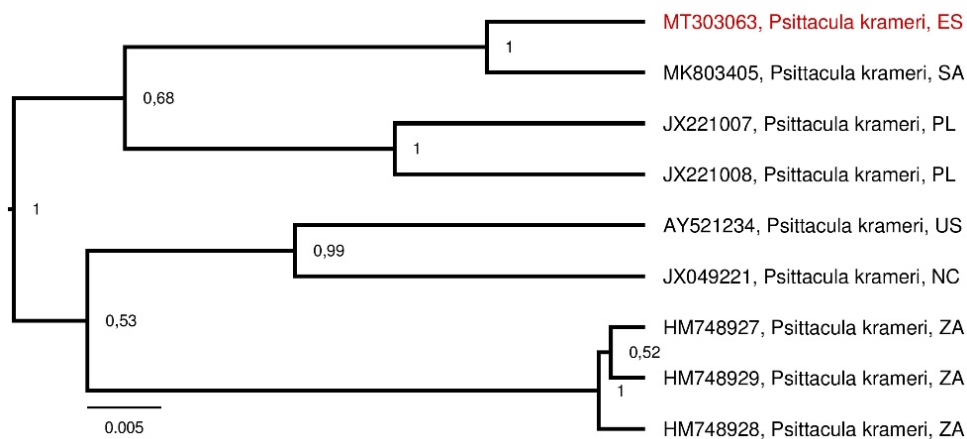 MT303063, Psittacula krameri, ES
1
MK803405, Psittacula krameri, SA
0,68
JX221007, Psittacula krameri, PL
1
JX221008, Psittacula krameri, PL
1
AY521234, Psittacula krameri, US
0,99
JX049221, Psittacula krameri, NC
0,53
HM748927, Psittacula krameri, ZA
0,52
HM748929, Psittacula krameri, ZA
1
HM748928, Psittacula krameri, ZA
0.005